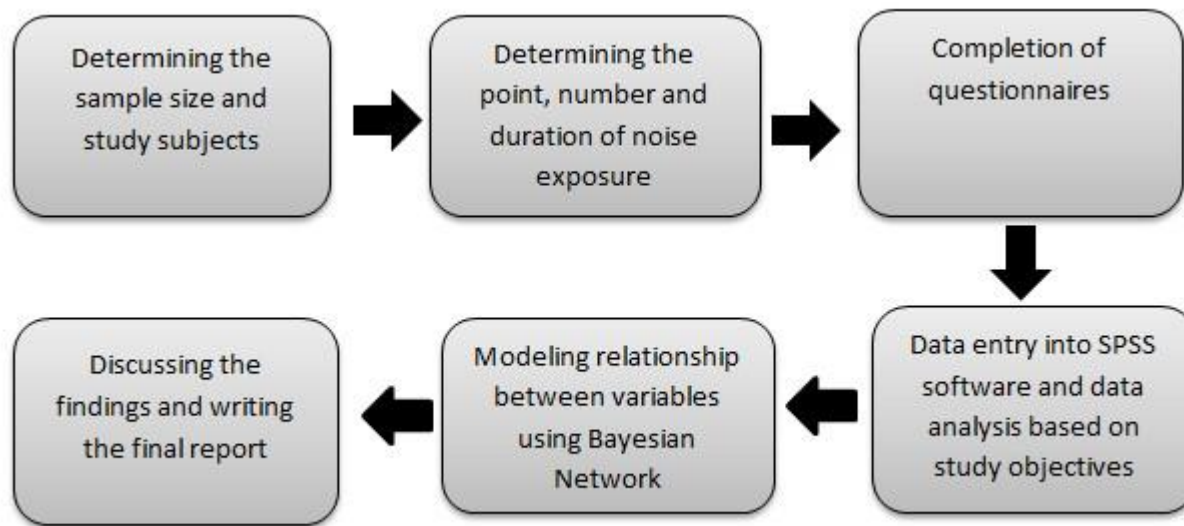 Determining the
sample size and
study subjects
Determining the
point, number and
duration of noise
exposure
Completion of
questionnaires
Data entry into SPSS
software and data
analysis based on
study objectives
Modeling relationship
between variables
using Bayesian
Network
Discussing the
findings and writing
the final report